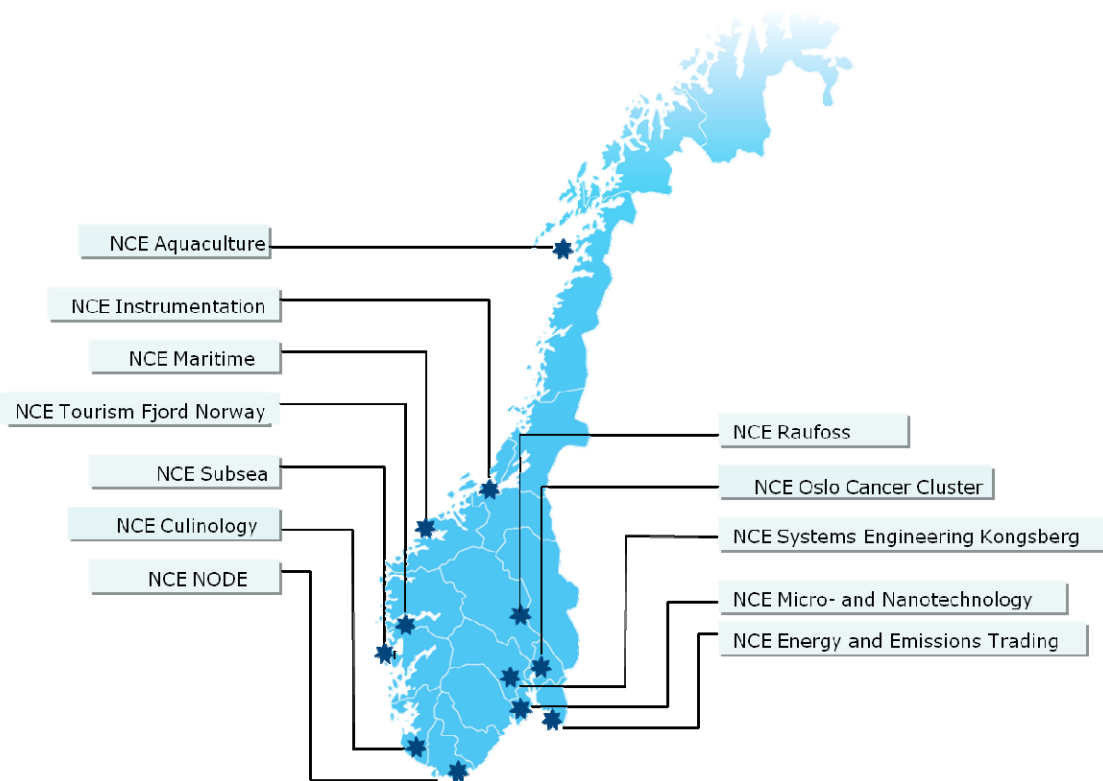 NCE Aquaculture
NCE Instrumentation
NCE Maritime
NCE Tourism Fjord Norway
NCE Subsea
NCE Culinology
NCE NODE
NCE Raufoss
NCE Oslo Cancer Cluster
NCE Systems Engineering Kongsberg
NCE Micro- and Nanotechnology
NCE Energy and Emissions Trading